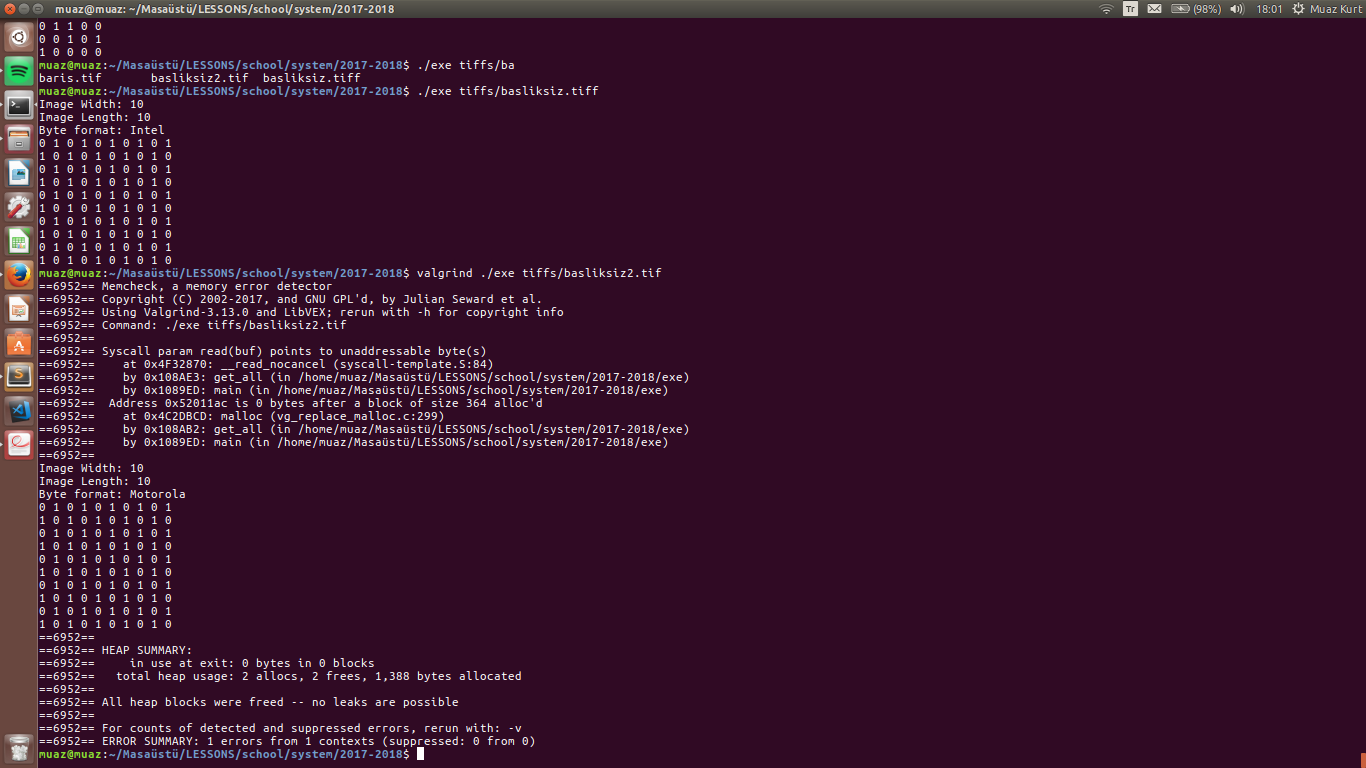 muaz@muaz: ~/Masaüstü/LESSONS/school/system/2017-2018
Tr (98%) 18:01 Muaz Kurt
0 1 1 0 0
0 0 1 0 1
1 0 0 0 0
muaz@muaz:~/Masaüstü/LESSONS/school/system/2017-2018$ ./exe tiffs/ba
baris.tif       basliksiz2.tif  basliksiz.tiff
muaz@muaz:~/Masaüstü/LESSONS/school/system/2017-2018$ ./exe tiffs/basliksiz.tiff
Image Width: 10
Image Length: 10
Byte format: Intel
0 1 0 1 0 1 0 1 0 1
1 0 1 0 1 0 1 0 1 0
0 1 0 1 0 1 0 1 0 1
1 0 1 0 1 0 1 0 1 0
0 1 0 1 0 1 0 1 0 1
1 0 1 0 1 0 1 0 1 0
0 1 0 1 0 1 0 1 0 1
1 0 1 0 1 0 1 0 1 0
0 1 0 1 0 1 0 1 0 1
1 0 1 0 1 0 1 0 1 0
muaz@muaz:~/Masaüstü/LESSONS/school/system/2017-2018$ valgrind ./exe tiffs/basliksiz2.tif
==6952== Memcheck, a memory error detector
==6952== Copyright (C) 2002-2017, and GNU GPL'd, by Julian Seward et al.
==6952== Using Valgrind-3.13.0 and LibVEX; rerun with -h for copyright info
==6952== Command: ./exe tiffs/basliksiz2.tif
==6952==
==6952== Syscall param read(buf) points to unaddressable byte(s)
==6952==    at 0x4F32870: __read_nocancel (syscall-template.S:84)
==6952==    by 0x108AE3: get_all (in /home/muaz/Masaüstü/LESSONS/school/system/2017-2018/exe)
==6952==    by 0x1089ED: main (in /home/muaz/Masaüstü/LESSONS/school/system/2017-2018/exe)
==6952==  Address 0x52011ac is 0 bytes after a block of size 364 alloc'd
==6952==    at 0x4C2DBCD: malloc (vg_replace_malloc.c:299)
==6952==    by 0x108AB2: get_all (in /home/muaz/Masaüstü/LESSONS/school/system/2017-2018/exe)
==6952==    by 0x1089ED: main (in /home/muaz/Masaüstü/LESSONS/school/system/2017-2018/exe)
==6952==
Image Width: 10
Image Length: 10
Byte format: Motorola
0 1 0 1 0 1 0 1 0 1
1 0 1 0 1 0 1 0 1 0
0 1 0 1 0 1 0 1 0 1
1 0 1 0 1 0 1 0 1 0
0 1 0 1 0 1 0 1 0 1
1 0 1 0 1 0 1 0 1 0
0 1 0 1 0 1 0 1 0 1
1 0 1 0 1 0 1 0 1 0
0 1 0 1 0 1 0 1 0 1
1 0 1 0 1 0 1 0 1 0
==6952==
==6952== HEAP SUMMARY:
==6952==     in use at exit: 0 bytes in 0 blocks
==6952==   total heap usage: 2 allocs, 2 frees, 1,388 bytes allocated
==6952==
==6952== All heap blocks were freed -- no leaks are possible
==6952==
==6952== For counts of detected and suppressed errors, rerun with: -v
==6952== ERROR SUMMARY: 1 errors from 1 contexts (suppressed: 0 from 0)
muaz@muaz:~/Masaüstü/LESSONS/school/system/2017-2018$